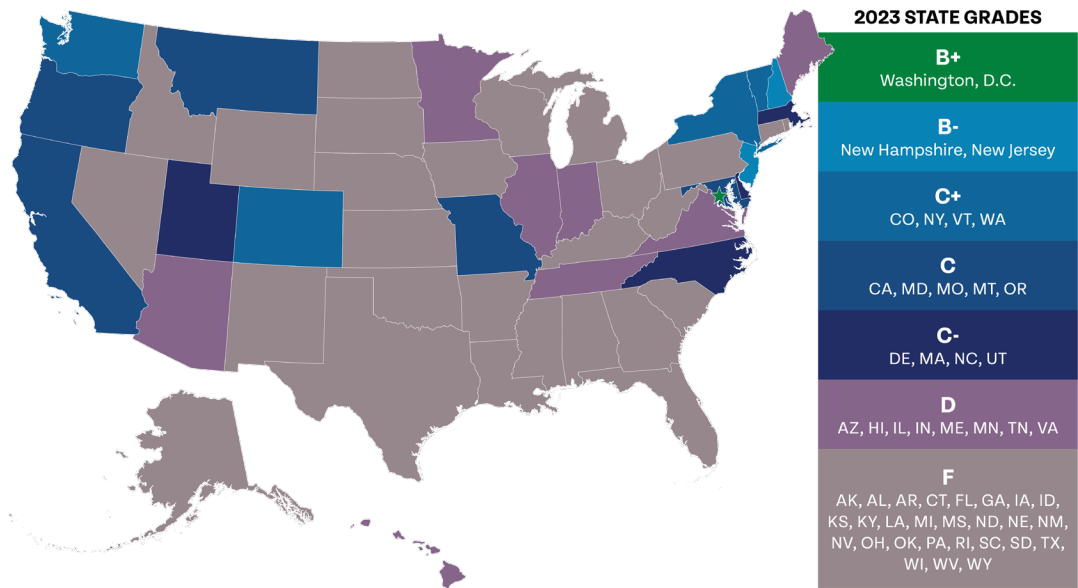 2023 STATE GRADES
B+
Washington, D.C.
B-
New Hampshire, New Jersey
C+
CO, NY, VT, WA
C
CA, MD, MO, MT, OR
C-
DE, MA, NC, UT
D
AZ, HI, IL, IN, ME, MN, TN, VA
F
AK, AL, AR, CT, FL, GA, IA, ID,
KS, KY, LA, MI, MS, ND, NE, NM,
NV, OH, OK, PA, RI, SC, SD, TX,
WI, WV, WY